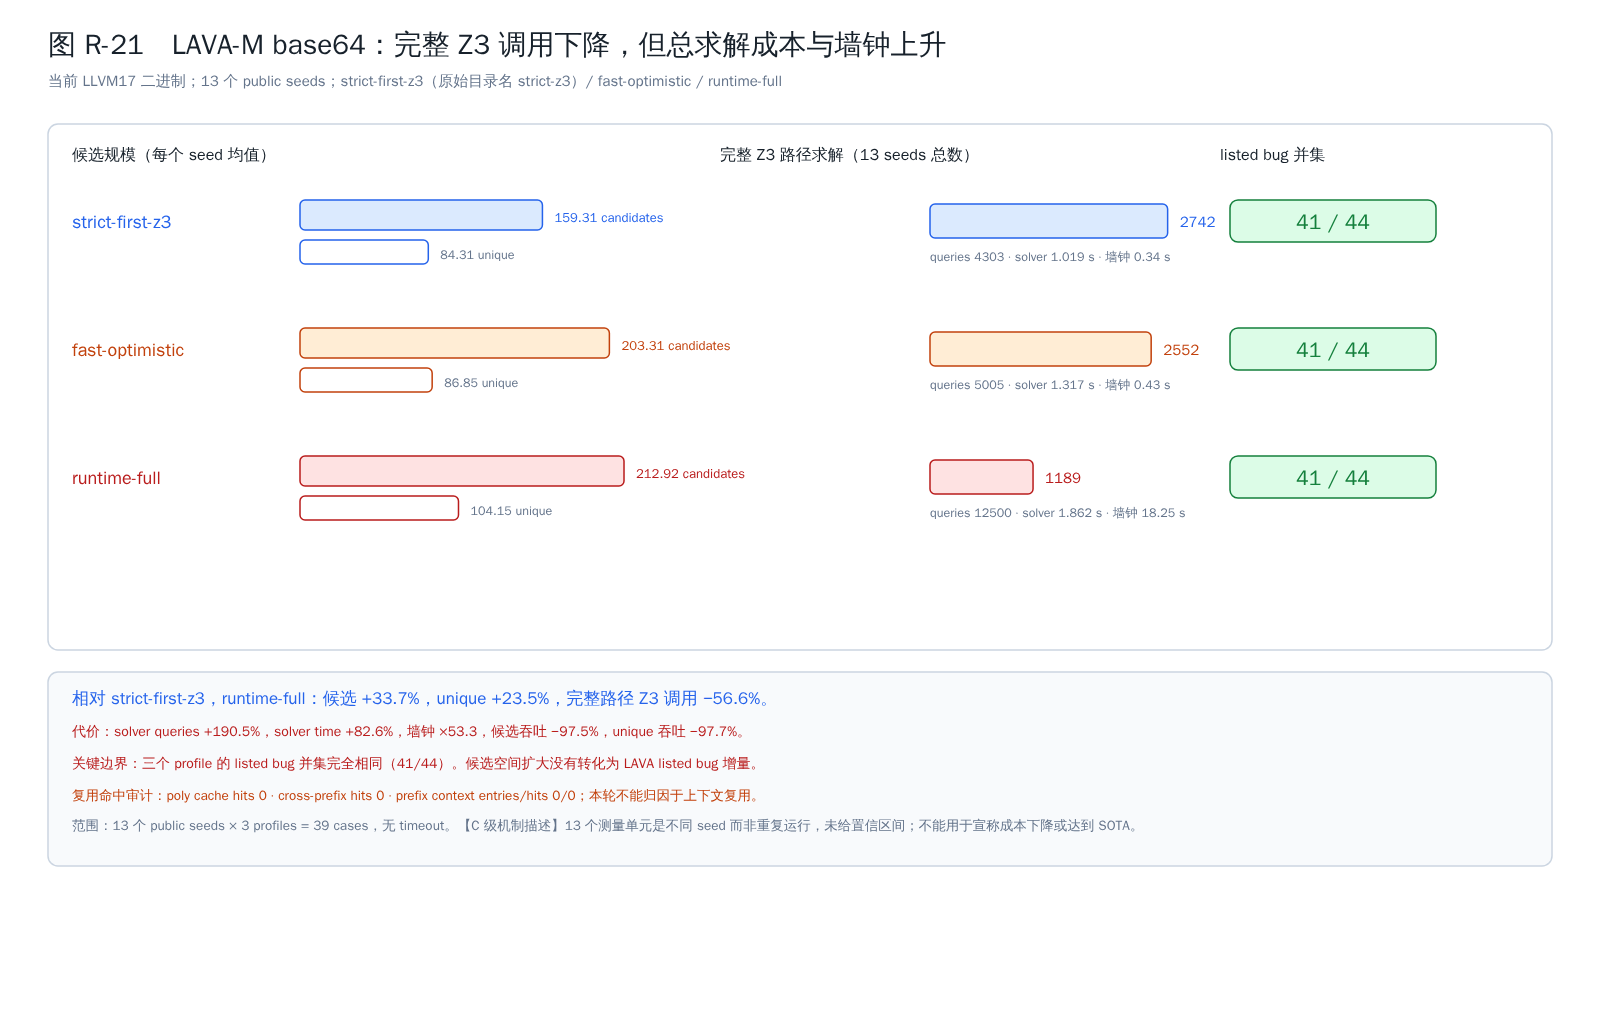 图 R-21　LAVA-M base64：完整 Z3 调用下降，但总求解成本与墙钟上升
当前 LLVM17 二进制；13 个 public seeds；strict-first-z3（原始目录名 strict-z3）/ fast-optimistic / runtime-full
候选规模（每个 seed 均值）
完整 Z3 路径求解（13 seeds 总数）
listed bug 并集
strict-first-z3
159.31 candidates
84.31 unique
2742
queries 4303 · solver 1.019 s · 墙钟 0.34 s
41 / 44
fast-optimistic
203.31 candidates
86.85 unique
2552
queries 5005 · solver 1.317 s · 墙钟 0.43 s
41 / 44
runtime-full
212.92 candidates
104.15 unique
1189
queries 12500 · solver 1.862 s · 墙钟 18.25 s
41 / 44
相对 strict-first-z3，runtime-full：候选 +33.7%，unique +23.5%，完整路径 Z3 调用 −56.6%。
代价：solver queries +190.5%，solver time +82.6%，墙钟 ×53.3，候选吞吐 −97.5%，unique 吞吐 −97.7%。
关键边界：三个 profile 的 listed bug 并集完全相同（41/44）。候选空间扩大没有转化为 LAVA listed bug 增量。
复用命中审计：poly cache hits 0 · cross-prefix hits 0 · prefix context entries/hits 0/0；本轮不能归因于上下文复用。
范围：13 个 public seeds × 3 profiles = 39 cases，无 timeout。【C 级机制描述】13 个测量单元是不同 seed 而非重复运行，未给置信区间；不能用于宣称成本下降或达到 SOTA。